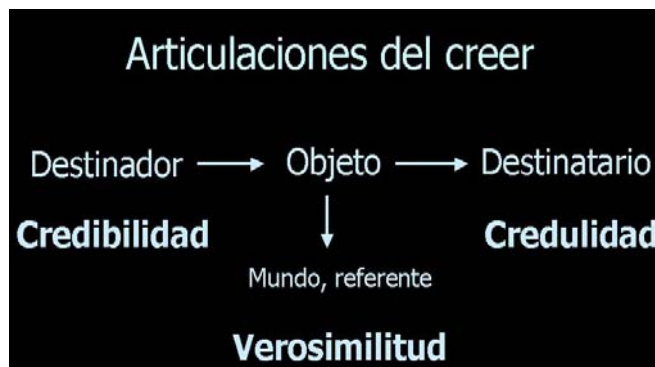 Articulaciones del creer
Destinador Objeto Destinatario
Credibilidad Credulidad
Mundo, referente
Verosimilitud